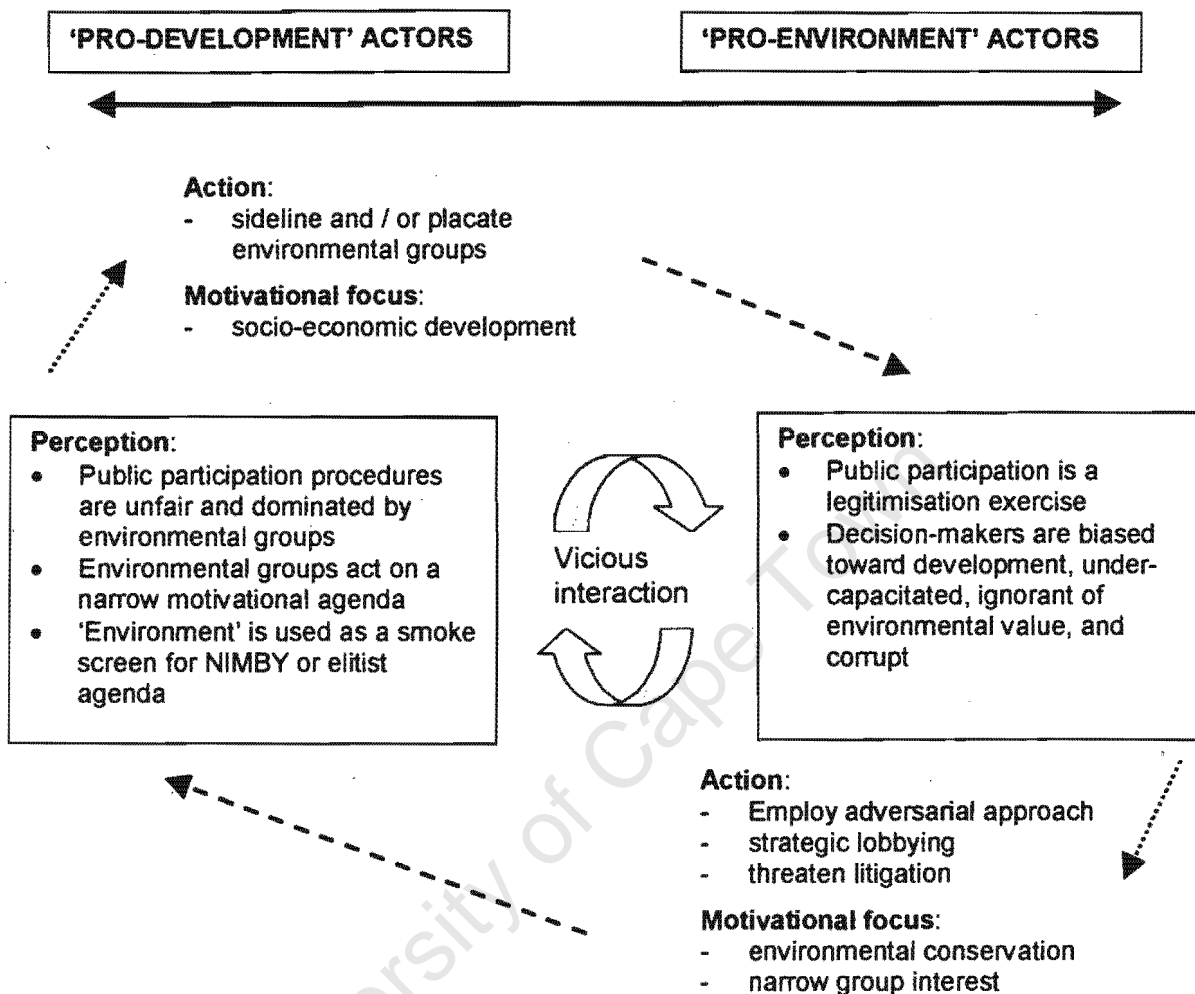 'PRO-DEVELOPMENT' ACTORS
'PRO-ENVIRONMENT' ACTORS
Action:
- sideline and / or placate
environmental groups
Motivational focus:
- socio-economic development
Perception:
• Public participation procedures
are unfair and dominated by
environmental groups
• Environmental groups act on a
narrow motivational agenda
• 'Environment' is used as a smoke
screen for NIMBY or elitist
agenda
Vicious
interaction
Perception:
• Public participation is a
legitimisation exercise
• Decision-makers are biased
toward development, under-
capacitated, ignorant of
environmental value, and
corrupt
Action:
- Employ adversarial approach
- strategic lobbying
- threaten litigation
Motivational focus:
- environmental conservation
- narrow group interest
ersity of Cape Town